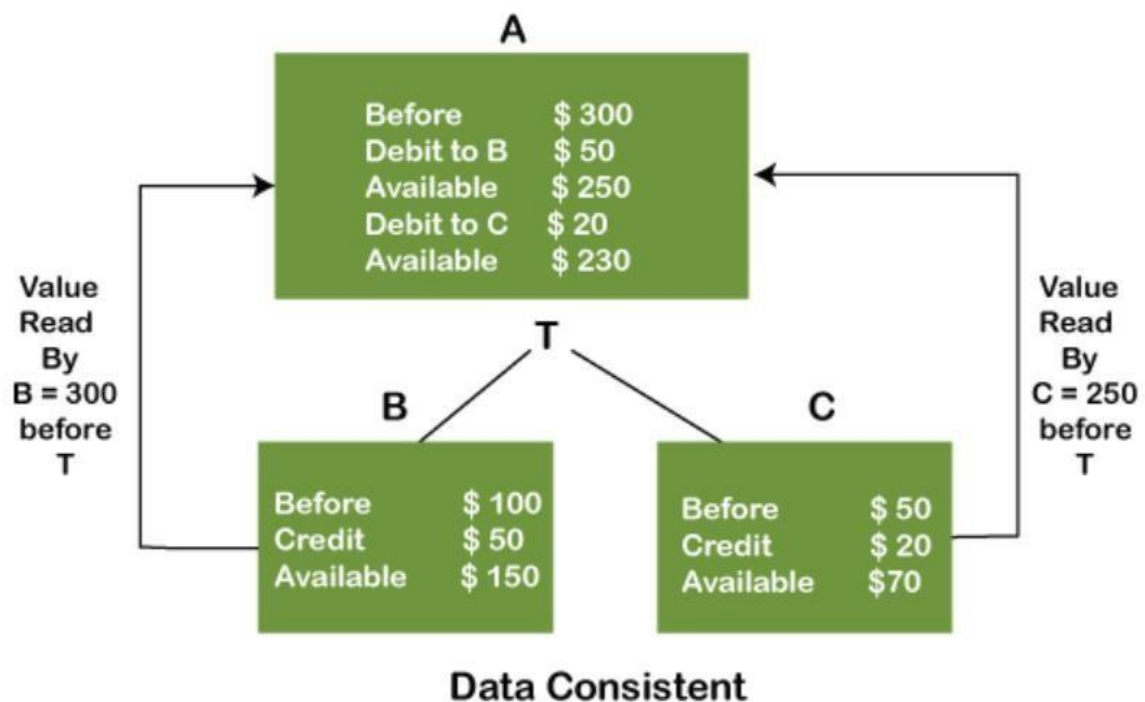 A
Before $ 300
Debit to B $ 50
Available $ 250
Debit to C $ 20
Available $ 230
Value
Read
By
B = 300
before
T
Value
Read
By
C = 250
before
T
T
B
Before $ 100
Credit $ 50
Available $ 150
C
Before $ 50
Credit $ 20
Available $70
Data Consistent